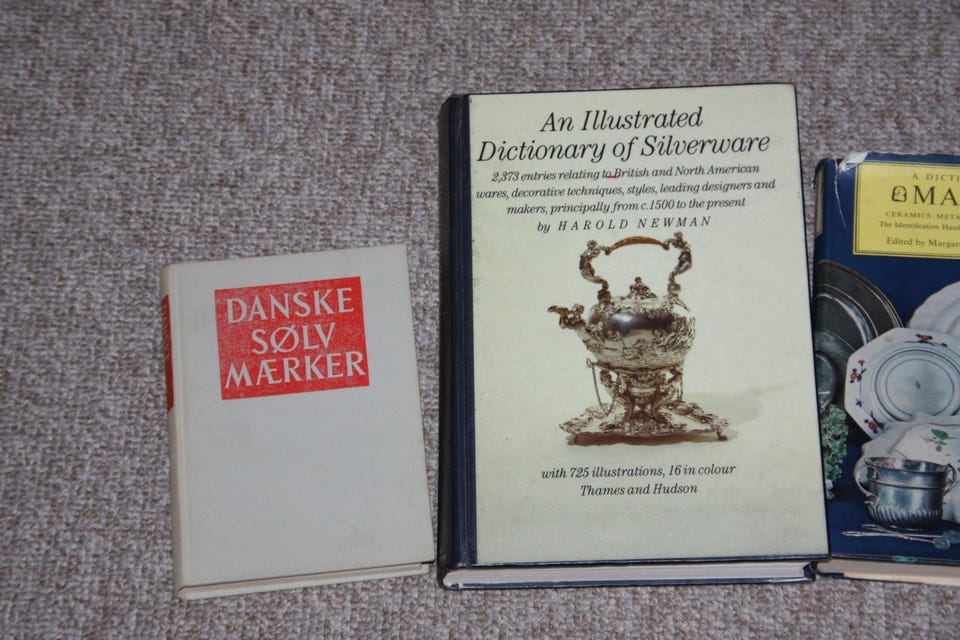 DANSKE
SØLV
MÆRKER
An Illustrated
Dictionary of Silverware
2,373 entries relating to British and North American
wares, decorative techniques, styles, leading designers and
makers, principally from c.1500 to the present
by HAROLD NEWMAN
with 725 illustrations, 16 in colour
Thames and Hudson
A DICTI
MA
CERAMICS · META
The Identification Hand
Edited by Margar